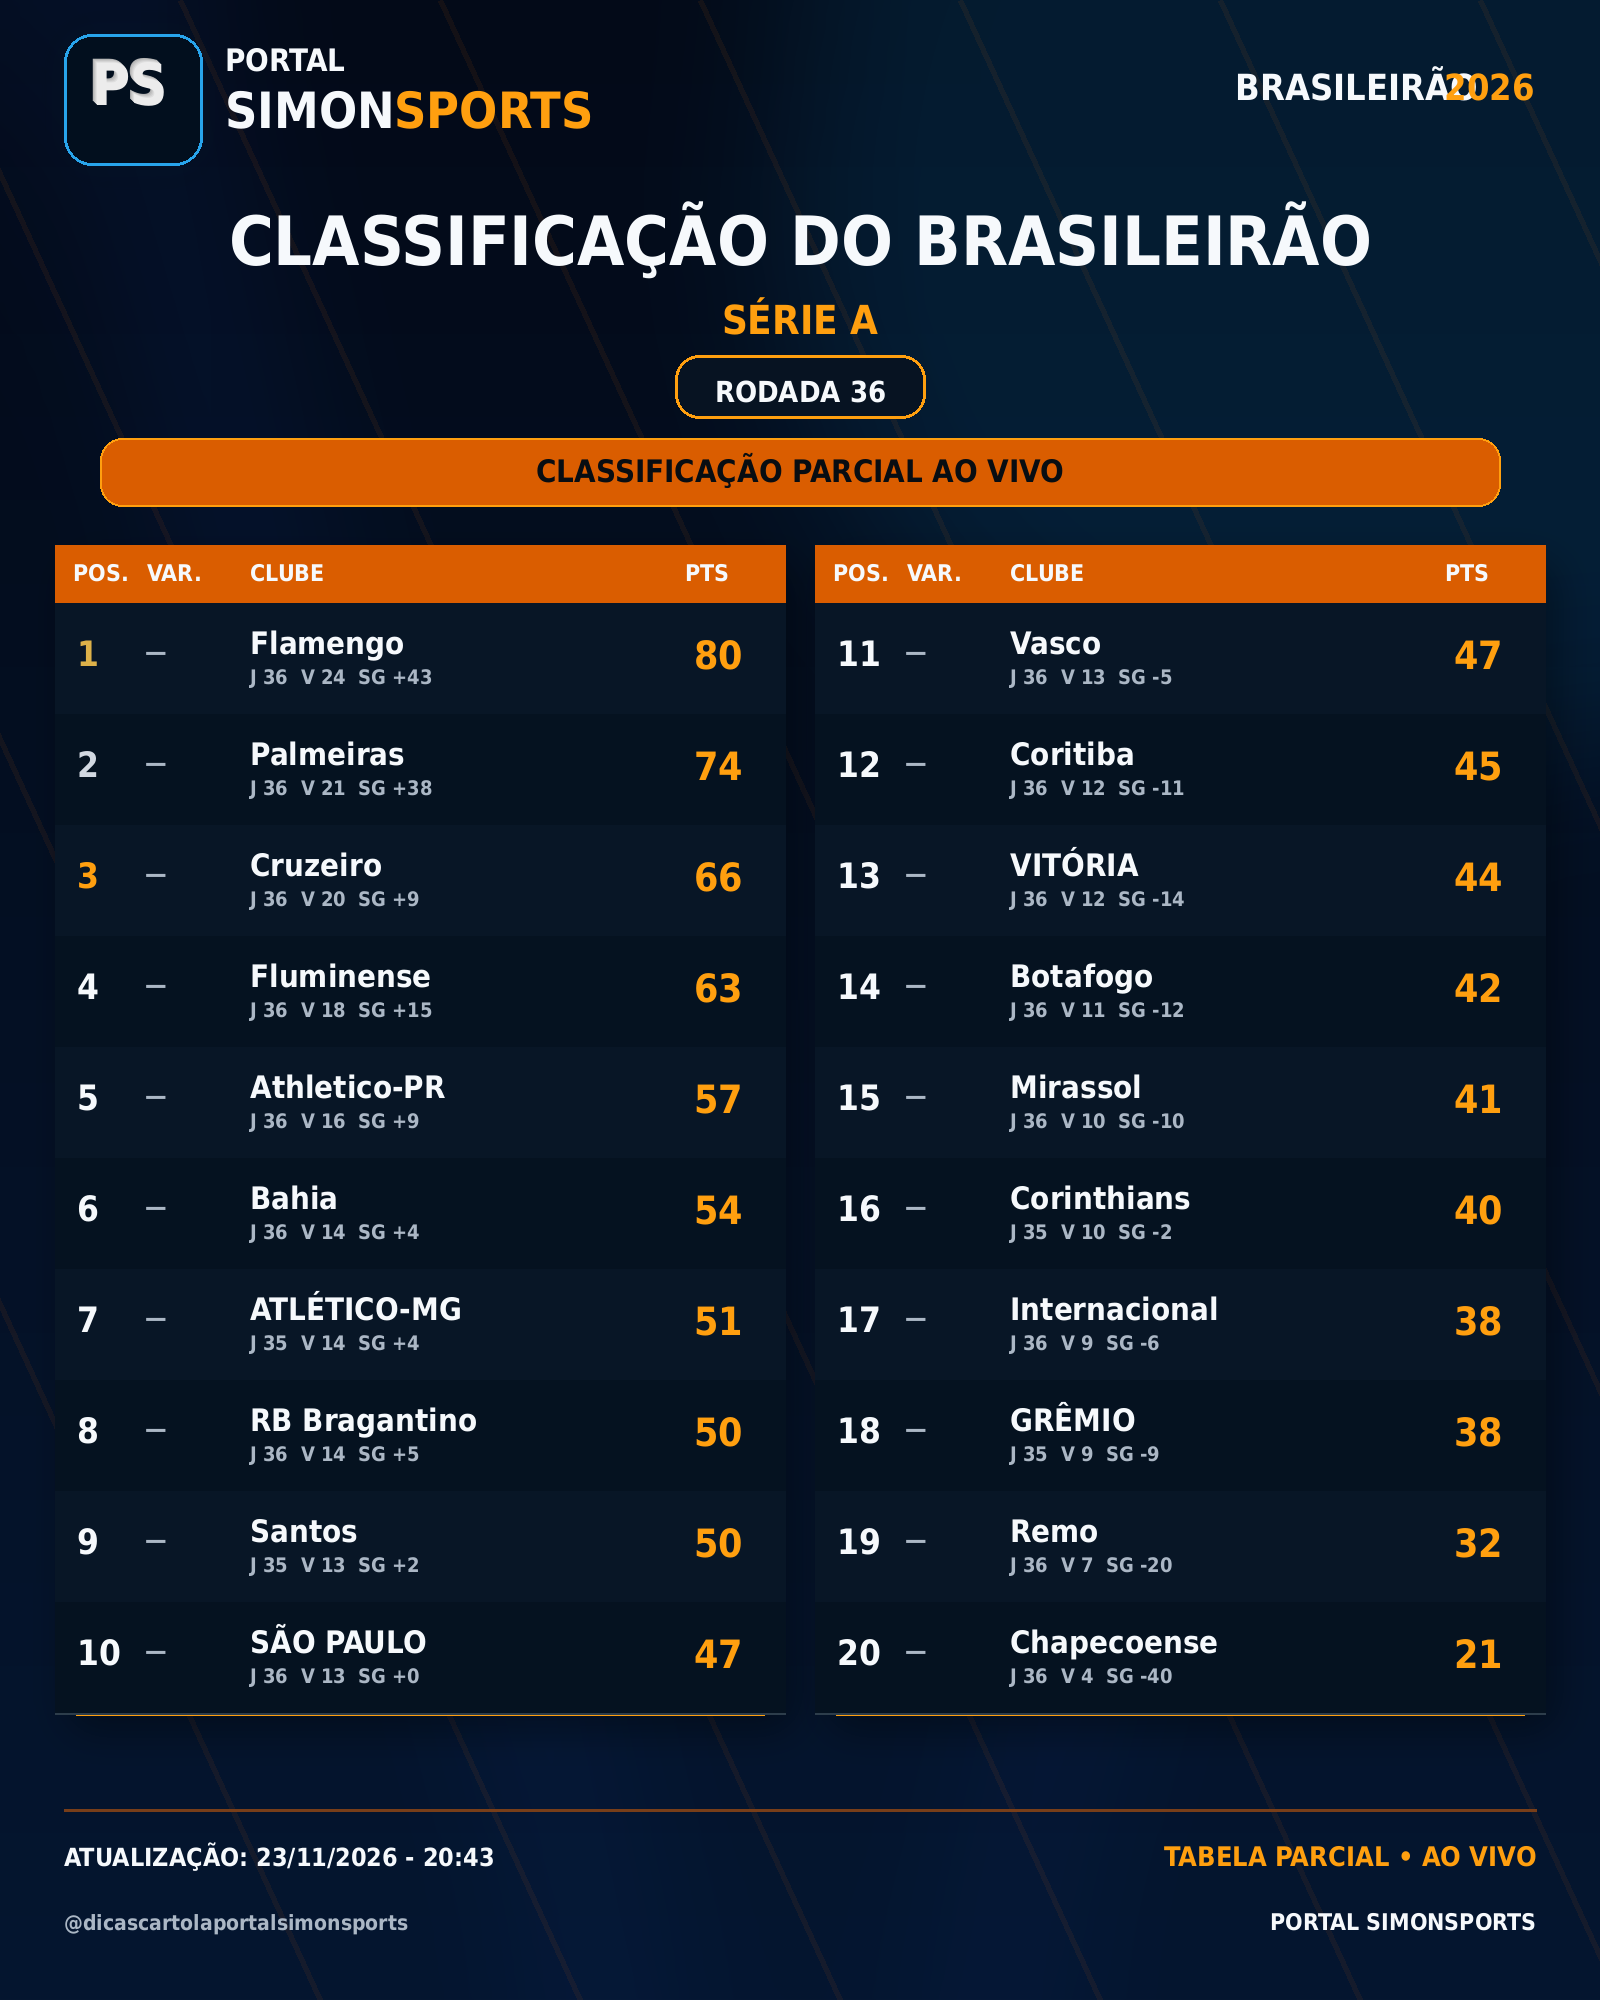 PS
PORTAL
SIMONSPORTS
BRASILEIRÃO 2026
CLASSIFICAÇÃO DO BRASILEIRÃO
SÉRIE A
RODADA 36
CLASSIFICAÇÃO PARCIAL AO VIVO
POS. VAR. CLUBE PTS
1 — Flamengo 80
J 36 V 24 SG +43
2 — Palmeiras 74
J 36 V 21 SG +38
3 — Cruzeiro 66
J 36 V 20 SG +9
4 — Fluminense 63
J 36 V 18 SG +15
5 — Athletico-PR 57
J 36 V 16 SG +9
6 — Bahia 54
J 36 V 14 SG +4
7 — ATLÉTICO-MG 51
J 35 V 14 SG +4
8 — RB Bragantino 50
J 36 V 14 SG +5
9 — Santos 50
J 35 V 13 SG +2
10 — SÃO PAULO 47
J 36 V 13 SG +0
POS. VAR. CLUBE PTS
11 — Vasco 47
J 36 V 13 SG -5
12 — Coritiba 45
J 36 V 12 SG -11
13 — VITÓRIA 44
J 36 V 12 SG -14
14 — Botafogo 42
J 36 V 11 SG -12
15 — Mirassol 41
J 36 V 10 SG -10
16 — Corinthians 40
J 35 V 10 SG -2
17 — Internacional 38
J 36 V 9 SG -6
18 — GRÊMIO 38
J 35 V 9 SG -9
19 — Remo 32
J 36 V 7 SG -20
20 — Chapecoense 21
J 36 V 4 SG -40
ATUALIZAÇÃO: 23/11/2026 - 20:43
TABELA PARCIAL • AO VIVO
@dicascartolaportalsimonsports
PORTAL SIMONSPORTS